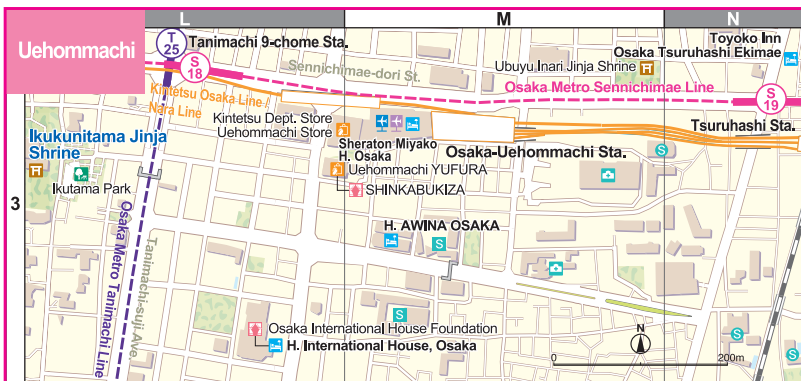 L
M
N
Uehommachi
T
25
Tanimachi 9-chome Sta.
S
18
Sennichimae-dori St.
Toyoko Inn
Osaka Tsuruhashi Ekimae
Ubuyu Inari Jinja Shrine
Osaka Metro Sennichimae Line
S
19
Kintetsu Osaka Line /
Nara Line
Kintetsu Dept. Store
Uehommachi Store
Tsuruhashi Sta.
Ikukunitama Jinja
Shrine
Sheraton Miyako
H. Osaka
Osaka-Uehommachi Sta.
S
Uehommachi YUFURA
Ikutama Park
SHINKABUKIZA
3
H. AWINA OSAKA
S
Osaka Metro Tanimachi Line
Tanimachi-suji Ave.
S
Osaka International House Foundation
H. International House, Osaka
S
S
N
0
200m